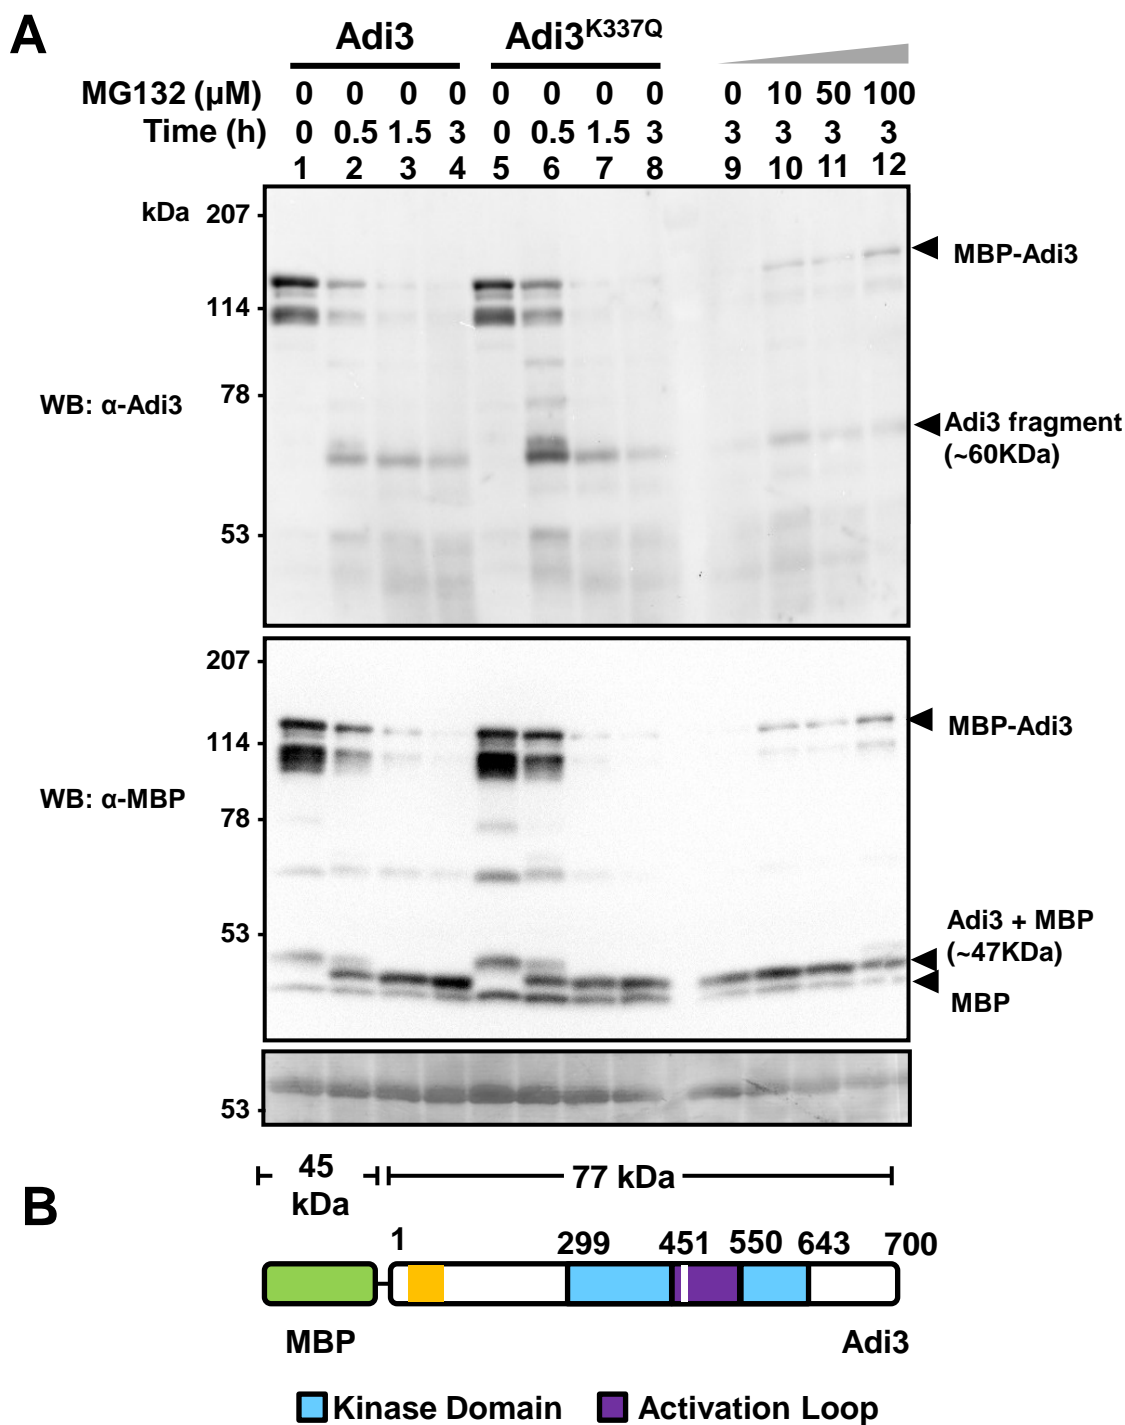 A
Adi3 Adi3K337Q
MG132 (µM) 0 0 0 0 0 0 0 0 0 10 50 100
Time (h) 0 0.5 1.5 3 0 0.5 1.5 3 3 3 3 3
1 2 3 4 5 6 7 8 9 10 11 12
kDa 207
MBP-Adi3
114
78
WB: α-Adi3
Adi3 fragment
(~60KDa)
53
207
MBP-Adi3
114
WB: α-MBP
78
Adi3 + MBP
53
(~47KDa)
MBP
53
45
kDa
77 kDa
B
1 299 451 550 643 700
MBP Adi3
Kinase Domain Activation Loop